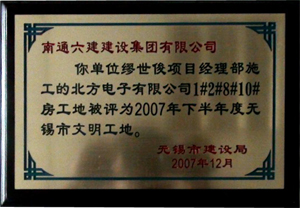 南通六建建设集团有限公司
你单位缪世俊项目经理部施
工的北方电子有限公司1#2#8#10#
房工地被评为2007年下半年度无
锡市文明工地。
无锡市建设局
2007年12月